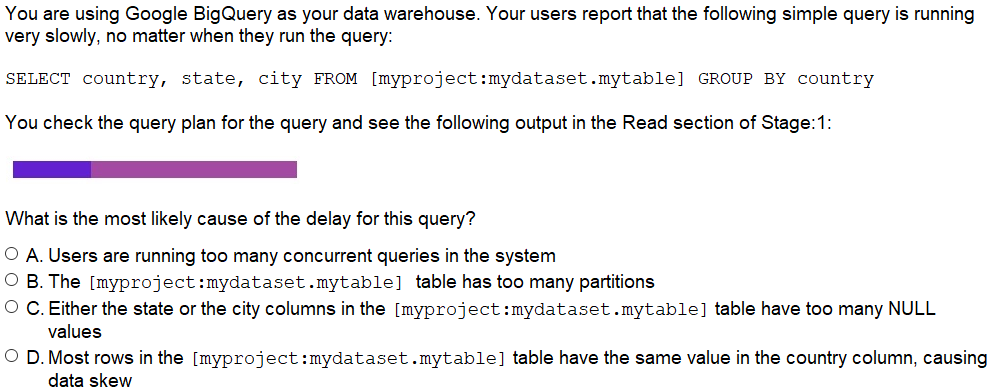 You are using Google BigQuery as your data warehouse. Your users report that the following simple query is running
very slowly, no matter when they run the query:
SELECT country, state, city FROM [myproject:mydataset.mytable] GROUP BY country
You check the query plan for the query and see the following output in the Read section of Stage:1:
What is the most likely cause of the delay for this query?
A. Users are running too many concurrent queries in the system
B. The [myproject:mydataset.mytable] table has too many partitions
C. Either the state or the city columns in the [myproject:mydataset.mytable] table have too many NULL
values
D. Most rows in the [myproject:mydataset.mytable] table have the same value in the country column, causing
data skew